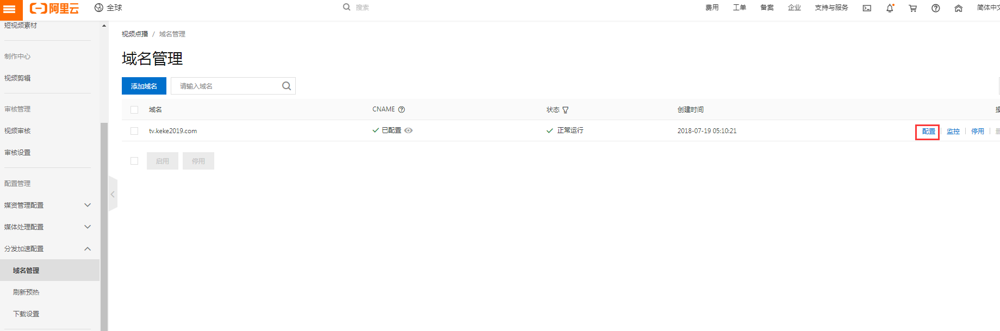 阿里云 全球 搜索 费用 工单 备案 企业 支持与服务 简体中文
短视频素材
制作中心
视频剪辑
审核管理
视频审核
审核设置
配置管理
媒资管理配置
媒体处理配置
分发加速配置
域名管理
刷新预热
下载设置
视频点播 / 域名管理
域名管理
添加域名 请输入域名
域名 CNAME 状态 创建时间
tv.keke2019.com 已配置 正常运行 2018-07-19 05:10:21 配置 监控 停用
启用 停用